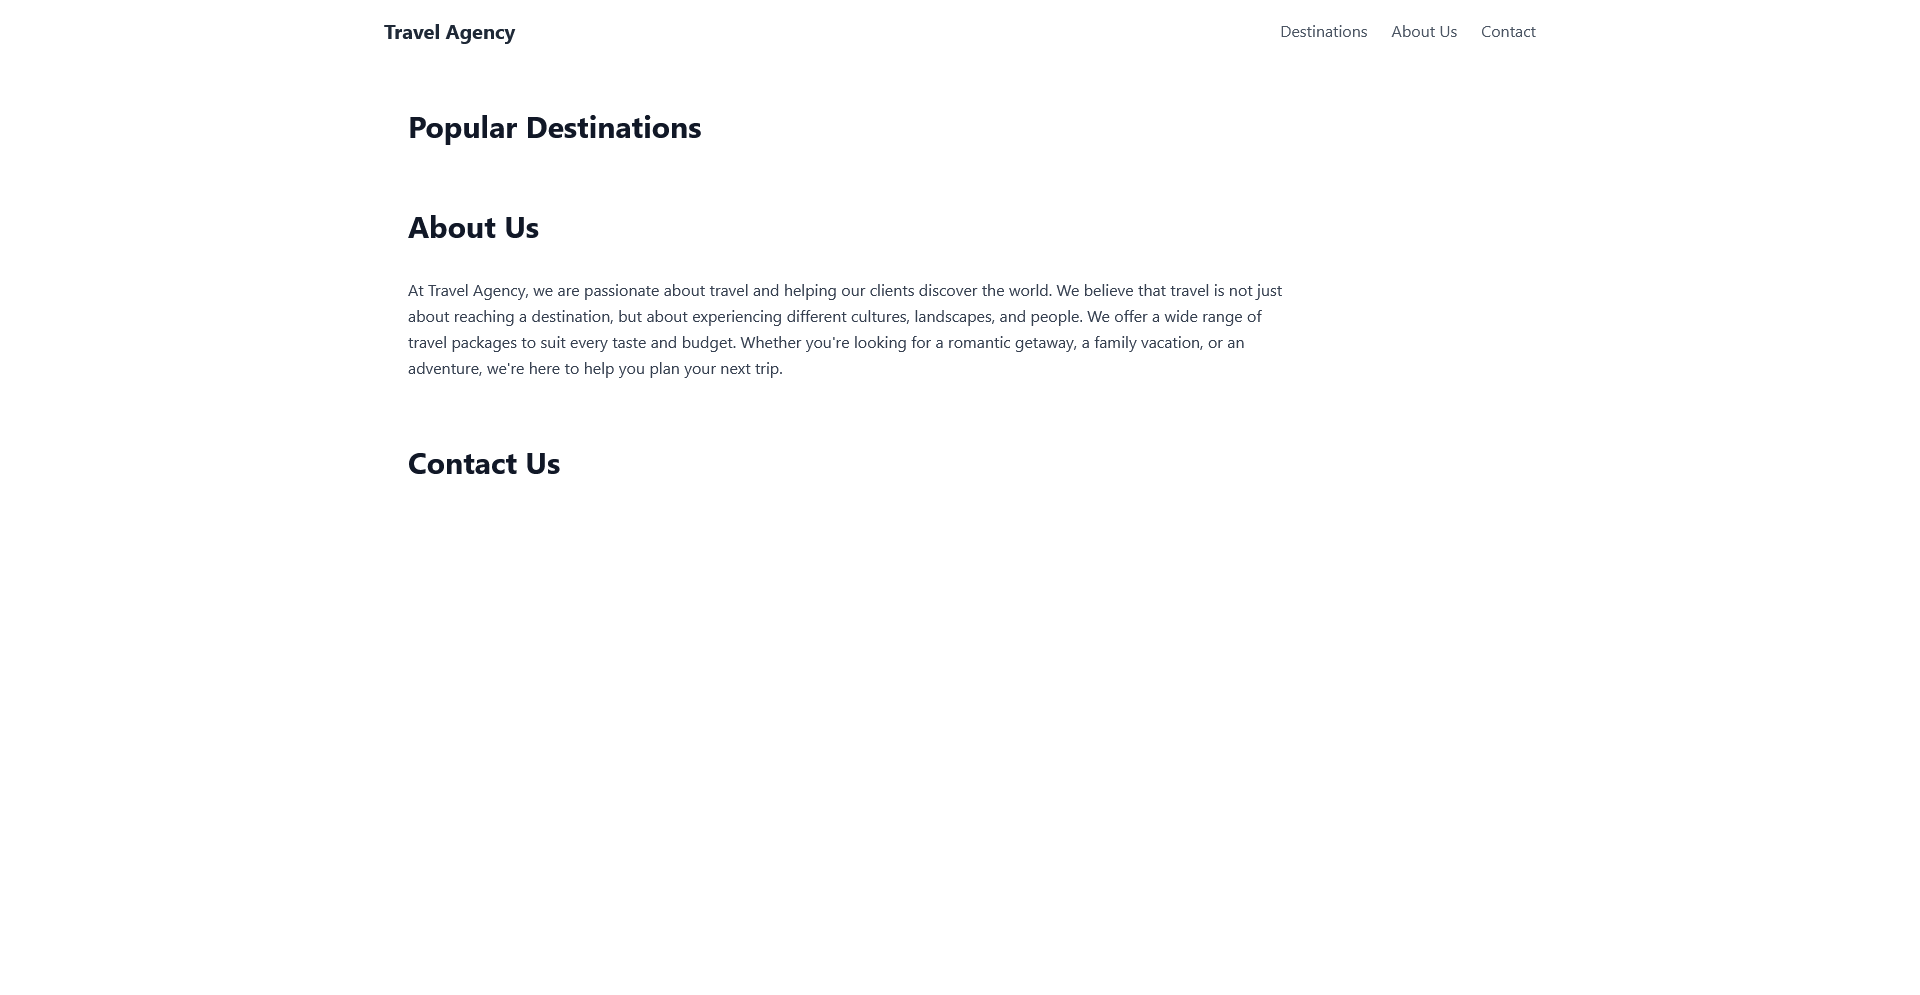 Travel Agency
Destinations
About Us
Contact
Popular Destinations
About Us
At Travel Agency, we are passionate about travel and helping our clients discover the world. We believe that travel is not just
about reaching a destination, but about experiencing different cultures, landscapes, and people. We offer a wide range of
travel packages to suit every taste and budget. Whether you're looking for a romantic getaway, a family vacation, or an
adventure, we're here to help you plan your next trip.
Contact Us